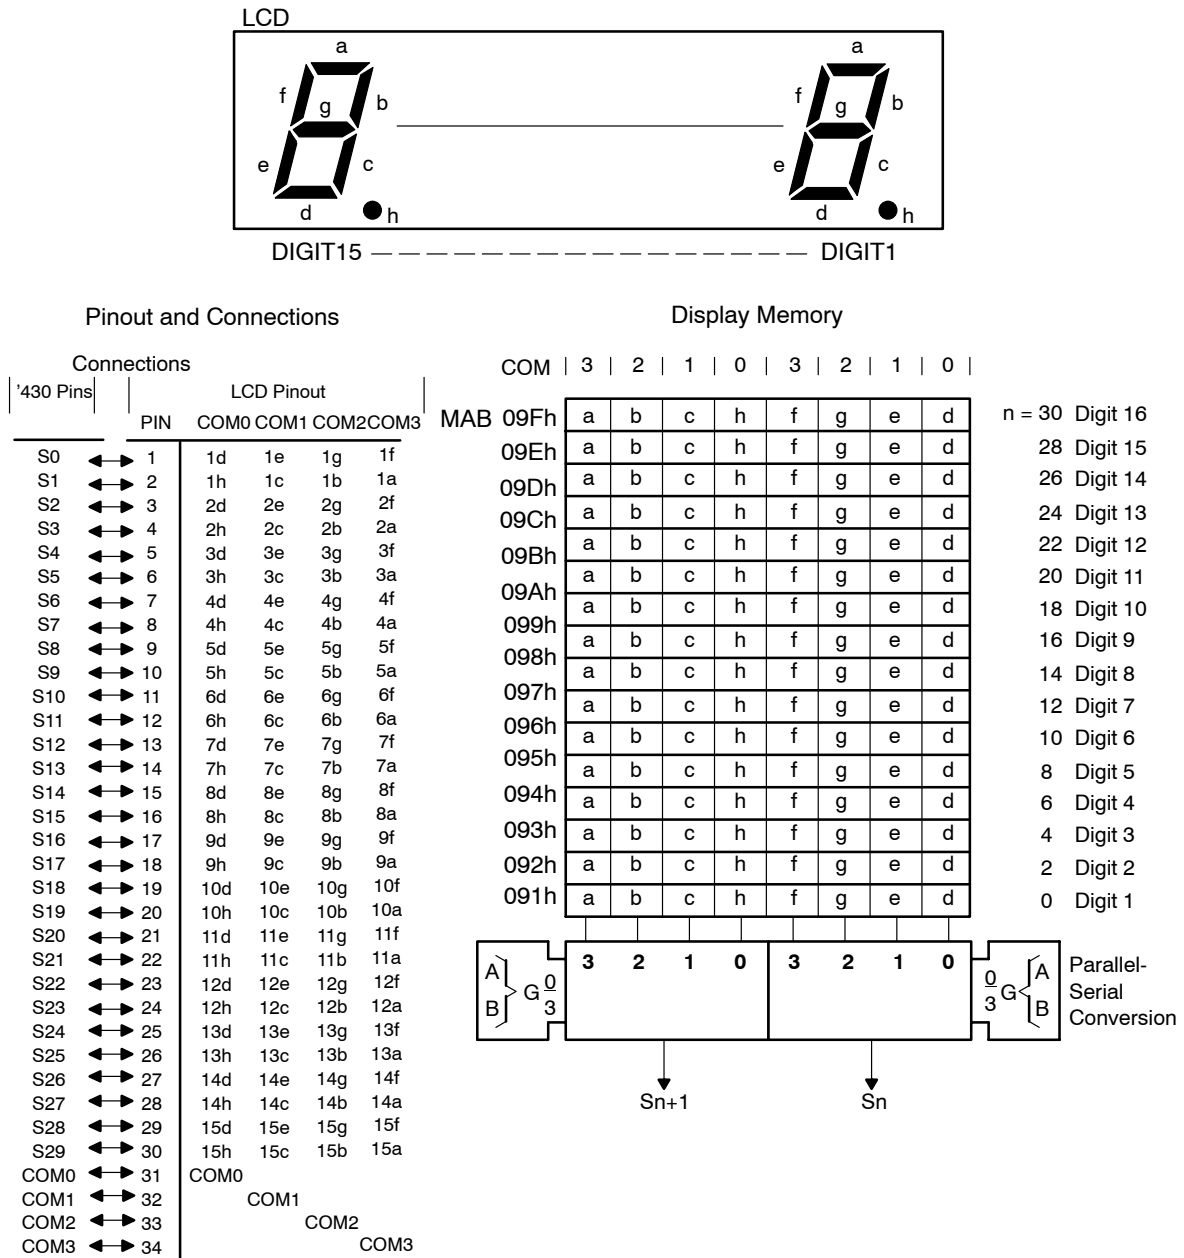 LCD
a a
f g b f g b
e c e c
d h d h
DIGIT15 DIGIT1
Pinout and Connections
Connections
'430 Pins LCD Pinout
PIN COM0 COM1 COM2 COM3
S0 1 1d 1e 1g 1f
S1 2 1h 1c 1b 1a
S2 3 2d 2e 2g 2f
S3 4 2h 2c 2b 2a
S4 5 3d 3e 3g 3f
S5 6 3h 3c 3b 3a
S6 7 4d 4e 4g 4f
S7 8 4h 4c 4b 4a
S8 9 5d 5e 5g 5f
S9 10 5h 5c 5b 5a
S10 11 6d 6e 6g 6f
S11 12 6h 6c 6b 6a
S12 13 7d 7e 7g 7f
S13 14 7h 7c 7b 7a
S14 15 8d 8e 8g 8f
S15 16 8h 8c 8b 8a
S16 17 9d 9e 9g 9f
S17 18 9h 9c 9b 9a
S18 19 10d 10e 10g 10f
S19 20 10h 10c 10b 10a
S20 21 11d 11e 11g 11f
S21 22 11h 11c 11b 11a
S22 23 12d 12e 12g 12f
S23 24 12h 12c 12b 12a
S24 25 13d 13e 13g 13f
S25 26 13h 13c 13b 13a
S26 27 14d 14e 14g 14f
S27 28 14h 14c 14b 14a
S28 29 15d 15e 15g 15f
S29 30 15h 15c 15b 15a
COM0 31 COM0
COM1 32 COM1
COM2 33 COM2
COM3 34 COM3
Display Memory
COM 3 2 1 0 3 2 1 0
MAB 09Fh a b c h f g e d n = 30 Digit 16
09Eh a b c h f g e d 28 Digit 15
09Dh a b c h f g e d 26 Digit 14
09Ch a b c h f g e d 24 Digit 13
09Bh a b c h f g e d 22 Digit 12
09Ah a b c h f g e d 20 Digit 11
099h a b c h f g e d 18 Digit 10
098h a b c h f g e d 16 Digit 9
097h a b c h f g e d 14 Digit 8
096h a b c h f g e d 12 Digit 7
095h a b c h f g e d 10 Digit 6
a b c h f g e d 8 Digit 5
094h a b c h f g e d 6 Digit 4
093h a b c h f g e d 4 Digit 3
092h a b c h f g e d 2 Digit 2
091h a b c h f g e d 0 Digit 1
A B G 0 3 3 2 1 0 3 2 1 0 0 3 G A B
Parallel-
Serial
Conversion
Sn+1 Sn